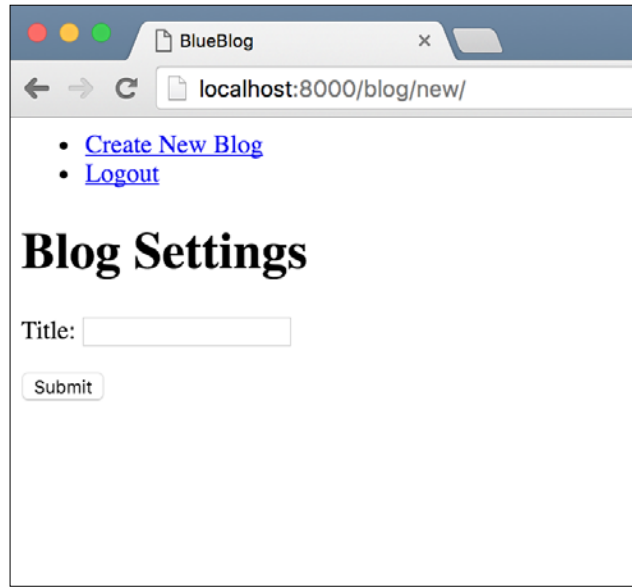 BlueBlog
localhost:8000/blog/new/
Create New Blog
Logout
Blog Settings
Title:
Submit